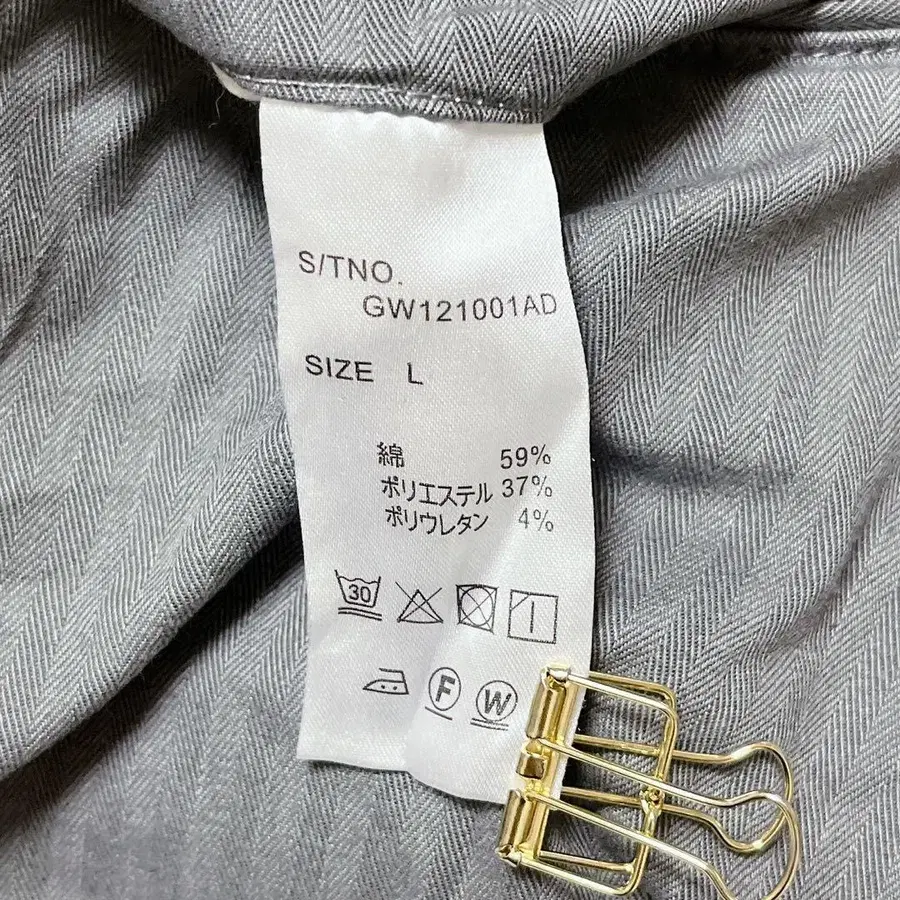 S/TNO.
GW121001AD
SIZE L
綿 59%
ポリエステル 37%
ポリウレタン 4%
30
F W